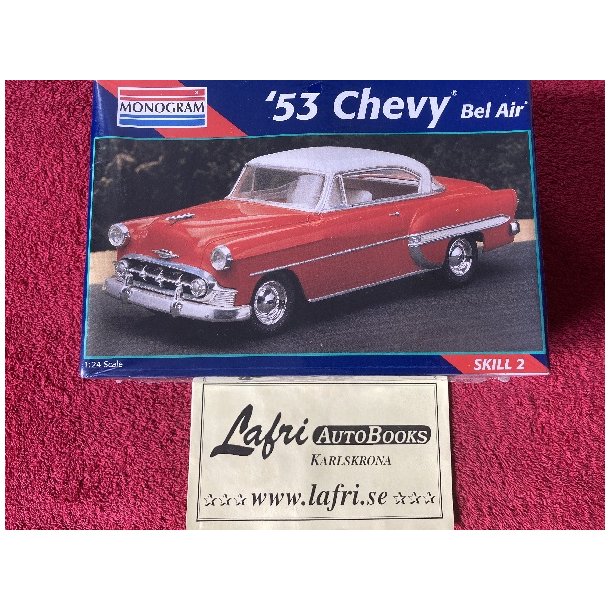 MONOGRAM
'53 Chevy® Bel Air®
1:24 Scale
SKILL 2
Lafri AUTOBOOKS
KARLSKRONA
☆☆☆ www.lafri.se ☆☆☆